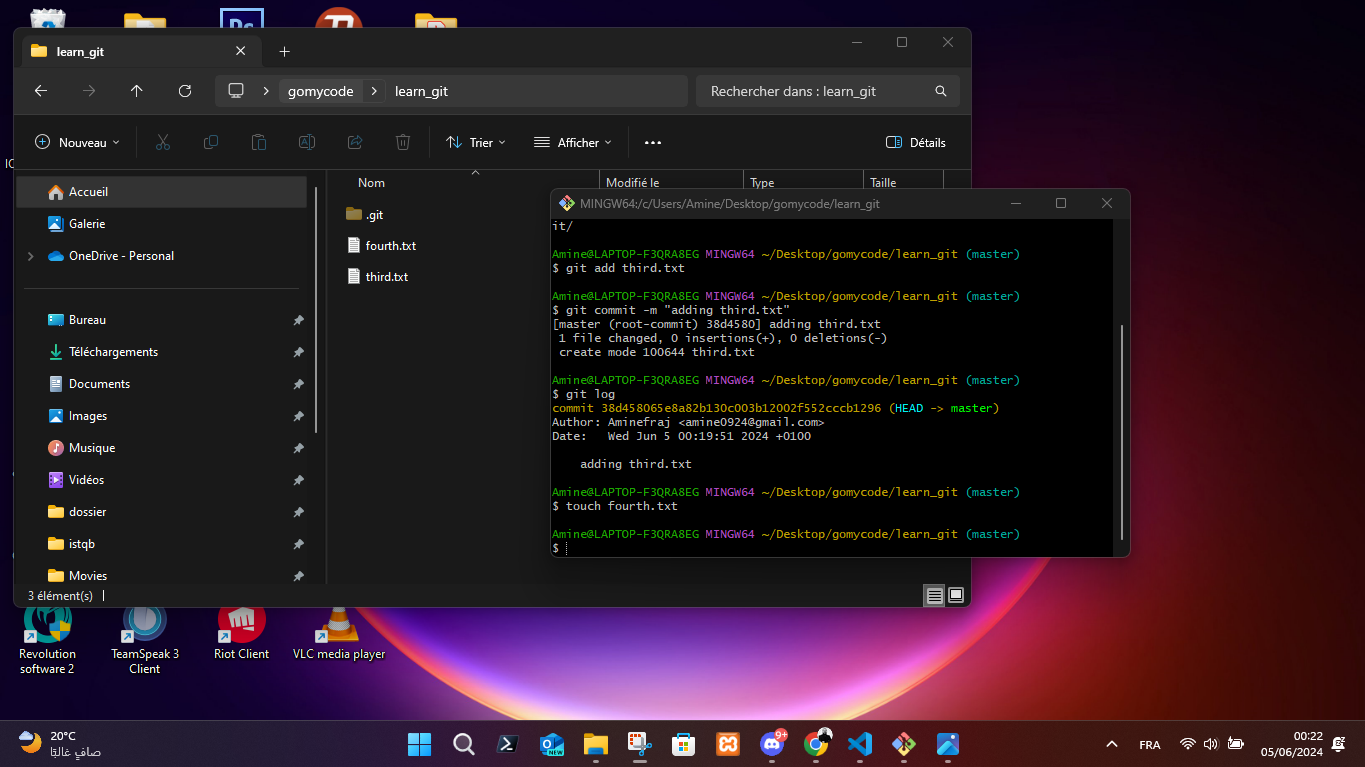 Ps
IC
learn_git
gomycode
learn_git
Rechercher dans : learn_git
Nouveau
Trier
Afficher
Détails
Accueil
Galerie
OneDrive - Personal
Bureau
Téléchargements
Documents
Images
Musique
Vidéos
dossier
istqb
Movies
Nom
Modifié le
Type
Taille
.git
fourth.txt
third.txt
3 élément(s)
MINGW64:/c/Users/Amine/Desktop/gomycode/learn_git
it/
Amine@LAPTOP-F3QRA8EG MINGW64 ~/Desktop/gomycode/learn_git (master)
$ git add third.txt
Amine@LAPTOP-F3QRA8EG MINGW64 ~/Desktop/gomycode/learn_git (master)
$ git commit -m "adding third.txt"
[master (root-commit) 38d4580] adding third.txt
1 file changed, 0 insertions(+), 0 deletions(-)
create mode 100644 third.txt
Amine@LAPTOP-F3QRA8EG MINGW64 ~/Desktop/gomycode/learn_git (master)
$ git log
commit 38d458065e8a82b130c003b12002f552cccb1296 (HEAD -> master)
Author: Aminefraj <amine0924@gmail.com>
Date:   Wed Jun 5 00:19:51 2024 +0100
adding third.txt
Amine@LAPTOP-F3QRA8EG MINGW64 ~/Desktop/gomycode/learn_git (master)
$ touch fourth.txt
Amine@LAPTOP-F3QRA8EG MINGW64 ~/Desktop/gomycode/learn_git (master)
$
Revolution
software 2
TeamSpeak 3
Client
Riot Client
VLC media player
20°C
صافٍ غالبًا
NEW
9+
FRA
00:22
05/06/2024